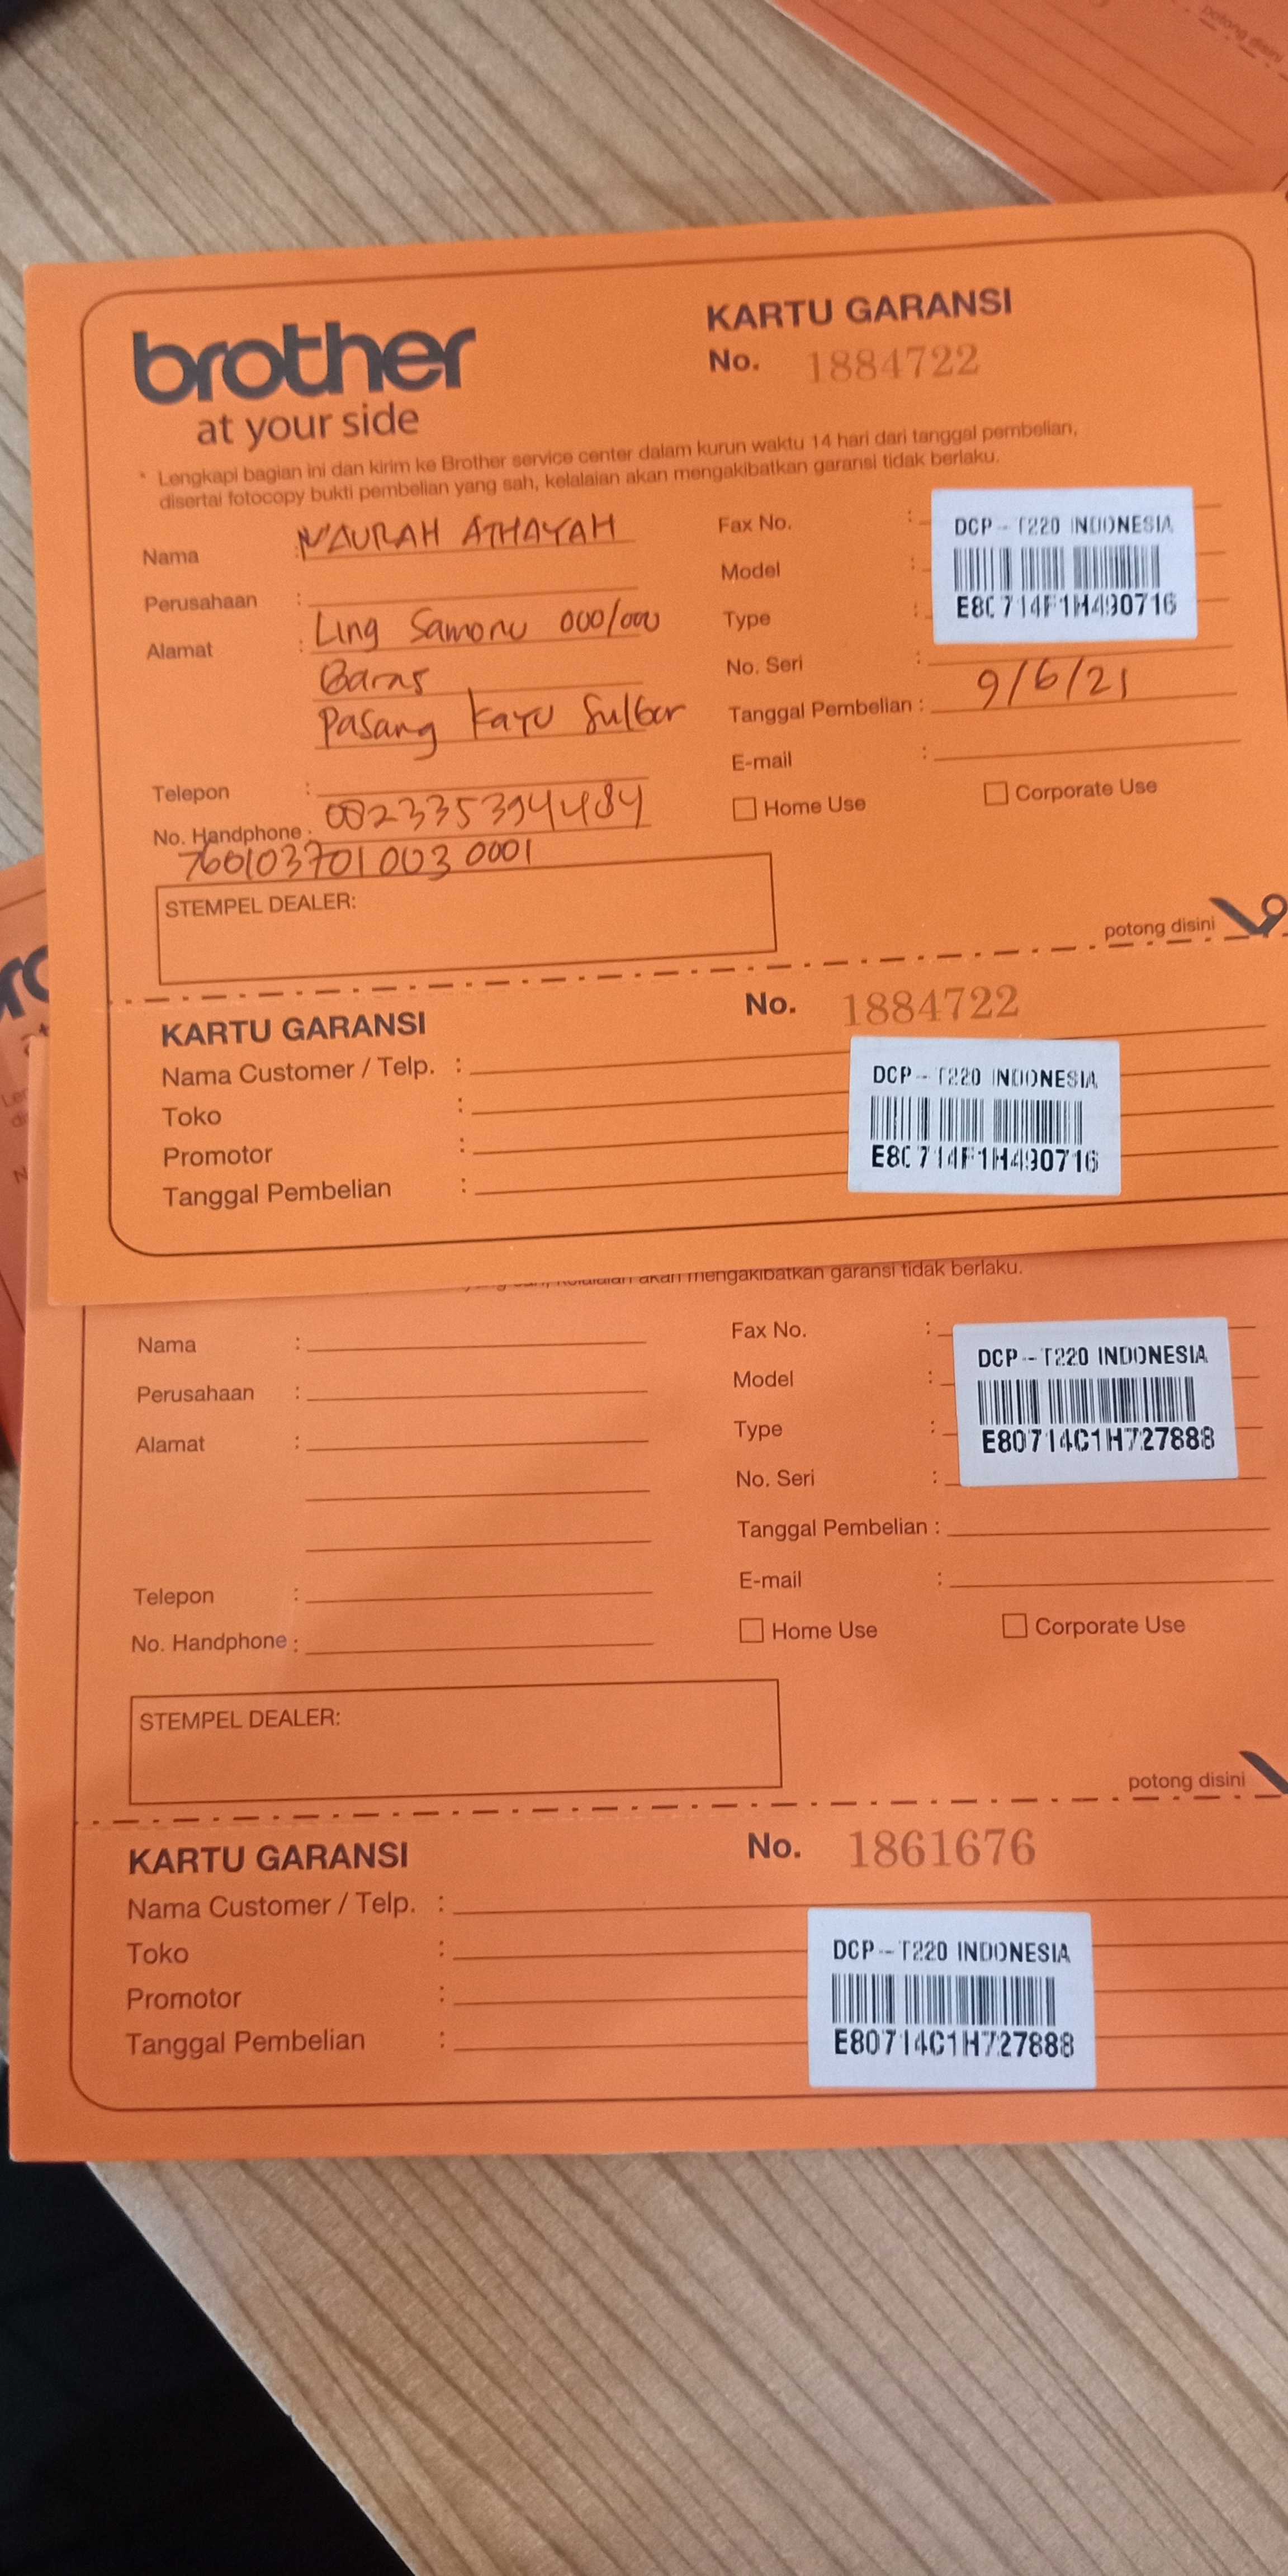 potong disini
brother
at your side
KARTU GARANSI
No. 1884722
* Lengkapi bagian ini dan kirim ke Brother service center dalam kurun waktu 14 hari dari tanggal pembelian,
disertai fotocopy bukti pembelian yang sah, kelalaian akan mengakibatkan garansi tidak berlaku.
Nama : NAURAH ATHAYAH
Perusahaan :
Alamat : Ling Samonu 000/000
Baras
Pasang Kayu Sulbar
Telepon :
No. Handphone : 082335394484
7601037010030001
Fax No. :
Model :
Type :
No. Seri :
DCP-T220 INDONESIA
E80714F1H490716
Tanggal Pembelian : 9/6/21
E-mail :
Home Use
Corporate Use
STEMPEL DEALER:
potong disini
KARTU GARANSI
No. 1884722
Nama Customer / Telp. :
Toko :
Promotor :
Tanggal Pembelian :
DCP-T220 INDONESIA
E80714F1H490716
akan mengakibatkan garansi tidak berlaku.
Nama :
Perusahaan :
Alamat :
Telepon :
No. Handphone :
Fax No. :
Model :
Type :
No. Seri :
DCP-T220 INDONESIA
E80714C1H727888
Tanggal Pembelian :
E-mail :
Home Use
Corporate Use
STEMPEL DEALER:
potong disini
KARTU GARANSI
No. 1861676
Nama Customer / Telp. :
Toko :
Promotor :
Tanggal Pembelian :
DCP-T220 INDONESIA
E80714C1H727888